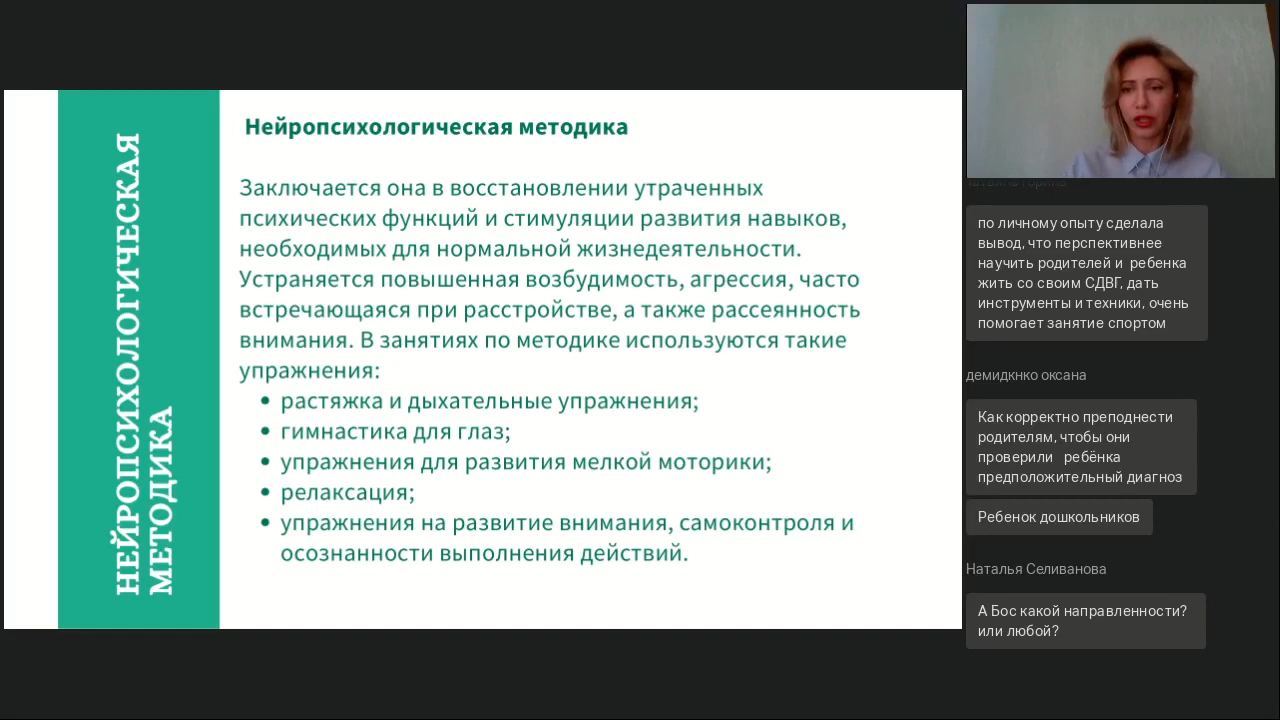 НЕЙРОПСИХОЛОГИЧЕСКАЯ
МЕТОДИКА
Нейропсихологическая методика
Заключается она в восстановлении утраченных
психических функций и стимуляции развития навыков,
необходимых для нормальной жизнедеятельности.
Устраняется повышенная возбудимость, агрессия, часто
встречающаяся при расстройстве, а также рассеянность
внимания. В занятиях по методике используются такие
упражнения:
• растяжка и дыхательные упражнения;
• гимнастика для глаз;
• упражнения для развития мелкой моторики;
• релаксация;
• упражнения на развитие внимания, самоконтроля и
осознанности выполнения действий.
по личному опыту сделала
вывод, что перспективнее
научить родителей и ребенка
жить со своим СДВГ, дать
инструменты и техники, очень
помогает занятие спортом
демидкнко оксана
Как корректно преподнести
родителям, чтобы они
проверили ребёнка
предположительный диагноз
Ребенок дошкольников
Наталья Селиванова
А Бос какой направленности?
или любой?